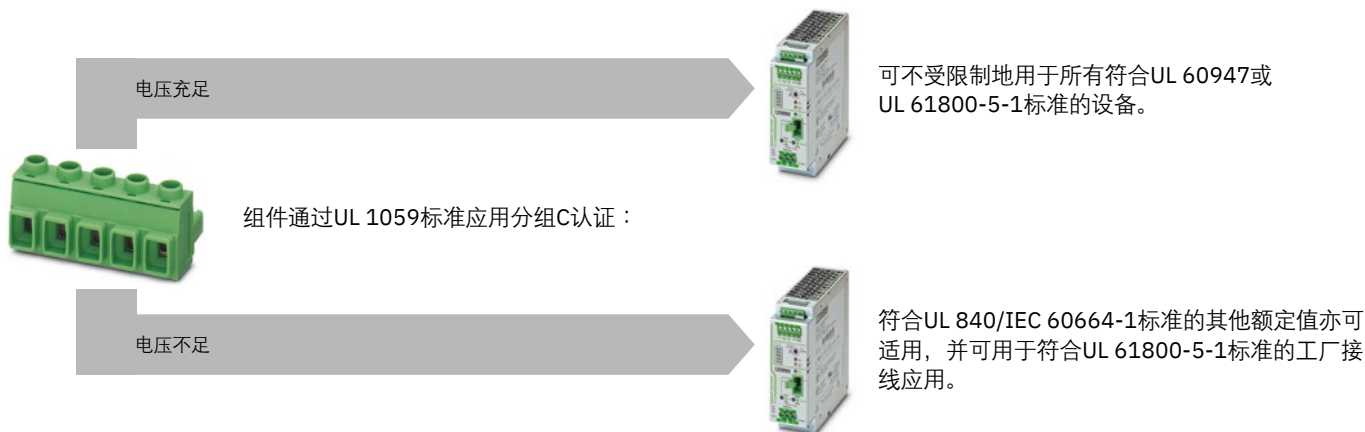 电压充足
可不受限制地用于所有符合UL 60947或
UL 61800-5-1标准的设备。
组件通过UL 1059标准应用分组C认证：
电压不足
符合UL 840/IEC 60664-1标准的其他额定值亦可
适用，并可用于符合UL 61800-5-1标准的工厂接
线应用。